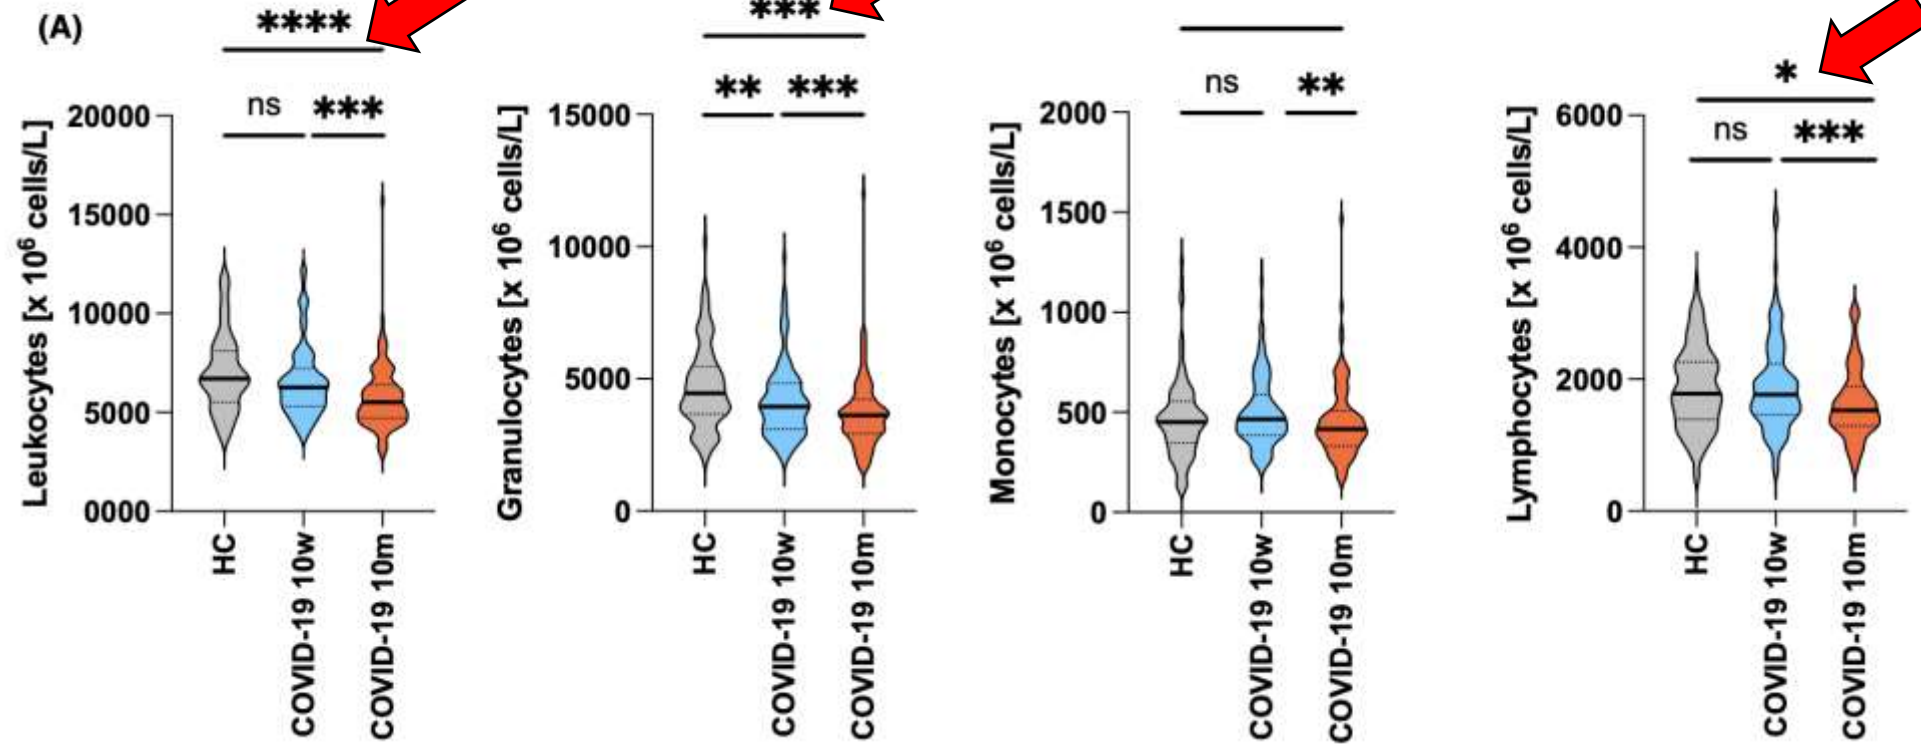 (A)
****
ns ***
Leukocytes [x 10⁶ cells/L]
20000
15000
10000
5000
0000
HC
COVID-19 10w
COVID-19 10m
***
** ***
Granulocytes [x 10⁶ cells/L]
15000
10000
5000
0
HC
COVID-19 10w
COVID-19 10m
ns **
Monocytes [x 10⁶ cells/L]
2000
1500
1000
500
0
HC
COVID-19 10w
COVID-19 10m
*
ns ***
Lymphocytes [x 10⁶ cells/L]
6000
4000
2000
0
HC
COVID-19 10w
COVID-19 10m